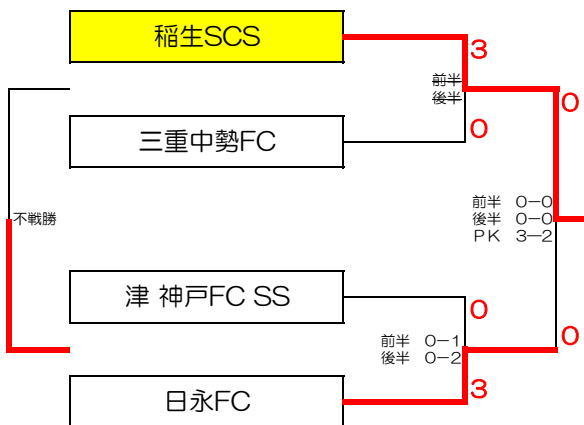 稲生SCS
3
前半
後半
0
三重中勢FC
0
不戦勝
前半 0-0
後半 0-0
PK 3-2
津 神戸FC SS
0
前半 0-1
後半 0-2
0
日永FC
3